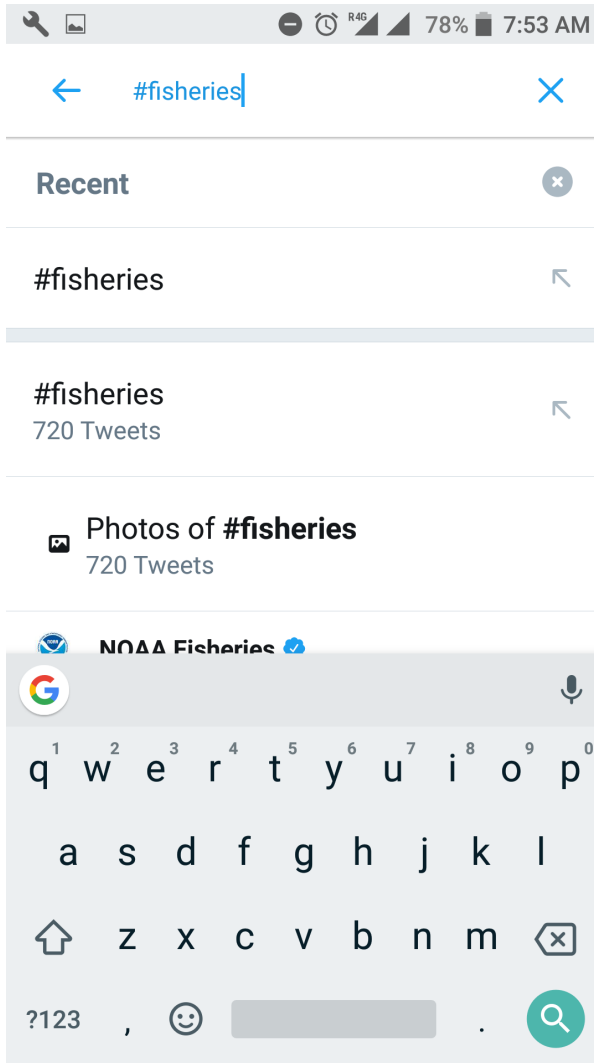 R4G 78% 7:53 AM
#fisheries
Recent
#fisheries
#fisheries
720 Tweets
Photos of #fisheries
720 Tweets
NOAA Fisheries
G
1 2 3 4 5 6 7 8 9 0
q w e r t y u i o p
a s d f g h j k l
z x c v b n m
?123 , .